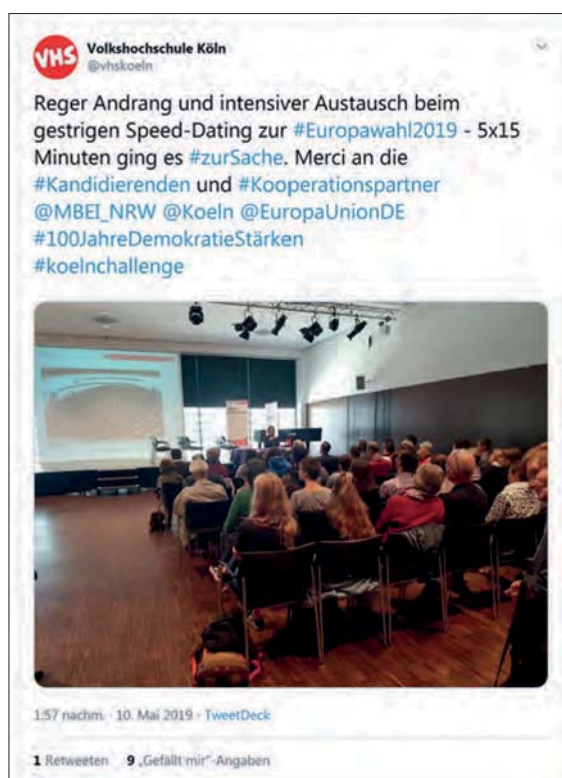 VHS
Volkshochschule Köln
@vhskoeln
Reger Andrang und intensiver Austausch beim
gestrigen Speed-Dating zur #Europawahl2019 - 5x15
Minuten ging es #zurSache. Merci an die
#Kandidierenden und #Kooperationspartner
@MBEI_NRW @Koeln @EuropaUnionDE
#100JahreDemokratieStärken
#koelnchallenge
1:57 nachm. · 10. Mai 2019 · TweetDeck
1 Retweeten 9 „Gefällt mir“-Angaben